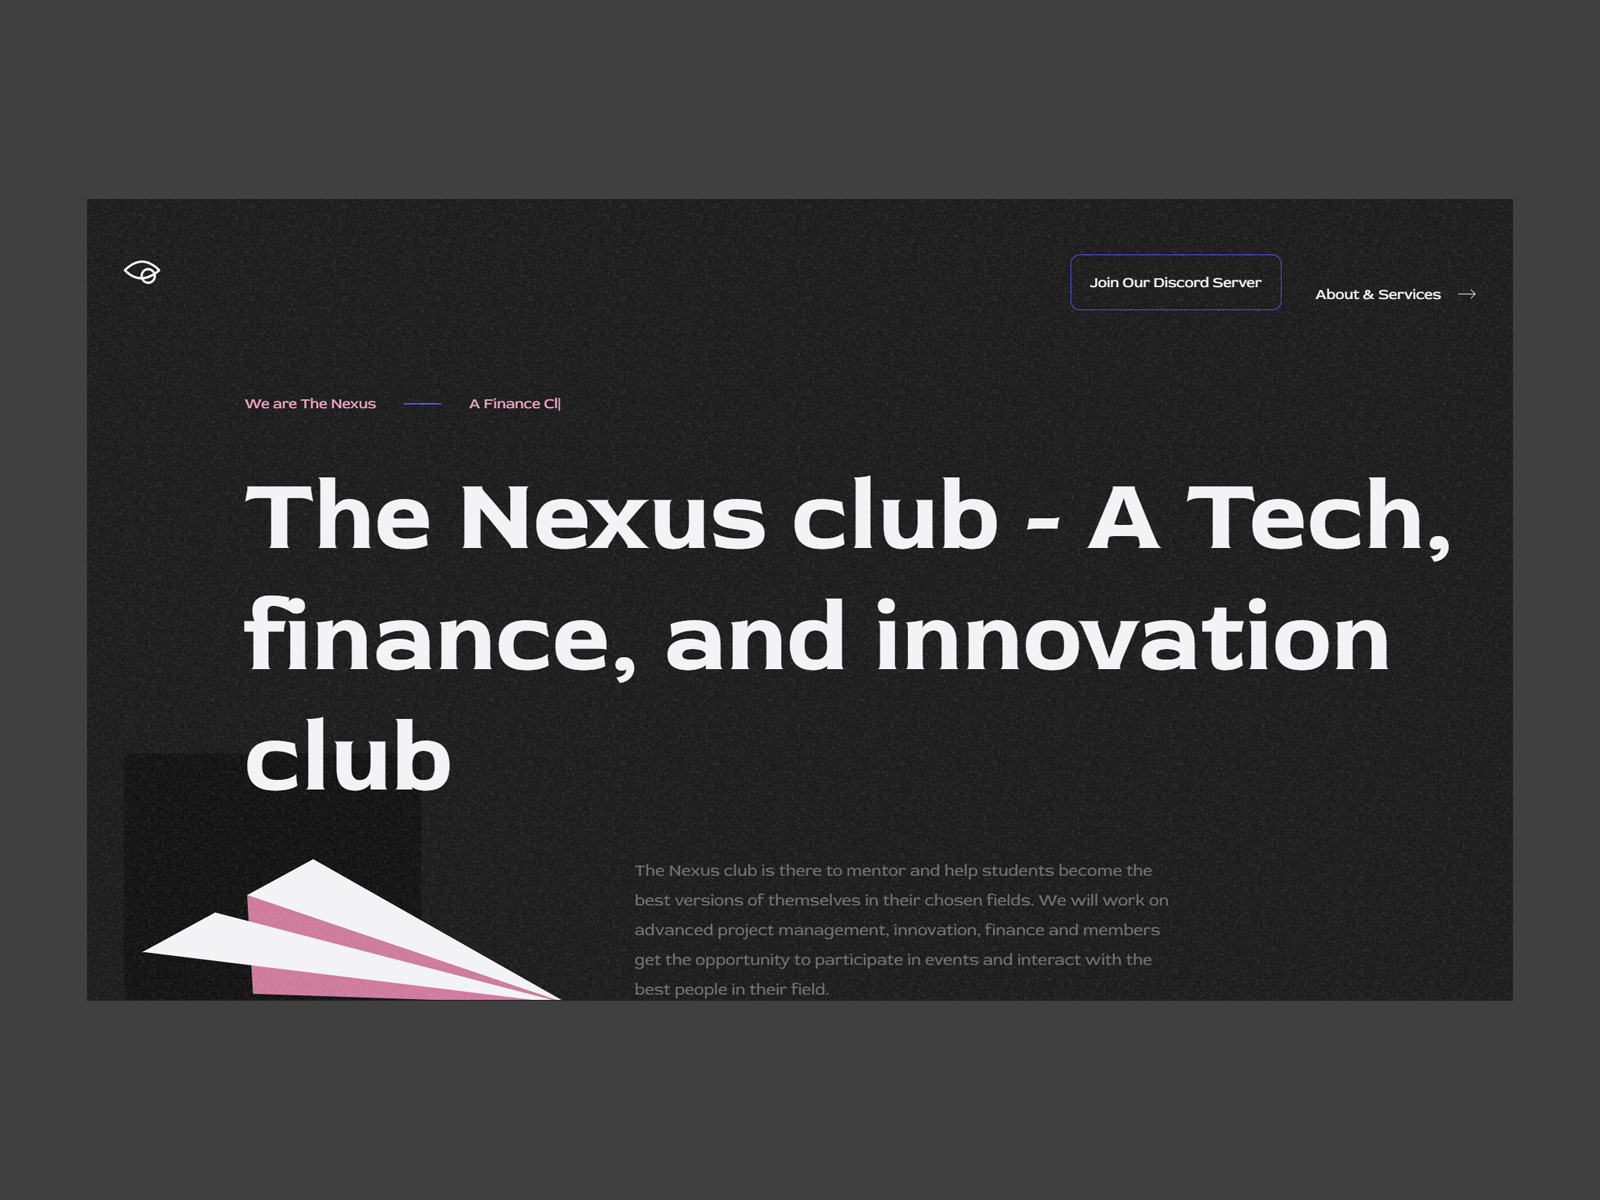 Join Our Discord Server
About & Services
We are The Nexus
A Finance Cl
The Nexus club - A Tech,
finance, and innovation
club
The Nexus club is there to mentor and help students become the
best versions of themselves in their chosen fields. We will work on
advanced project management, innovation, finance and members
get the opportunity to participate in events and interact with the
best people in their field.